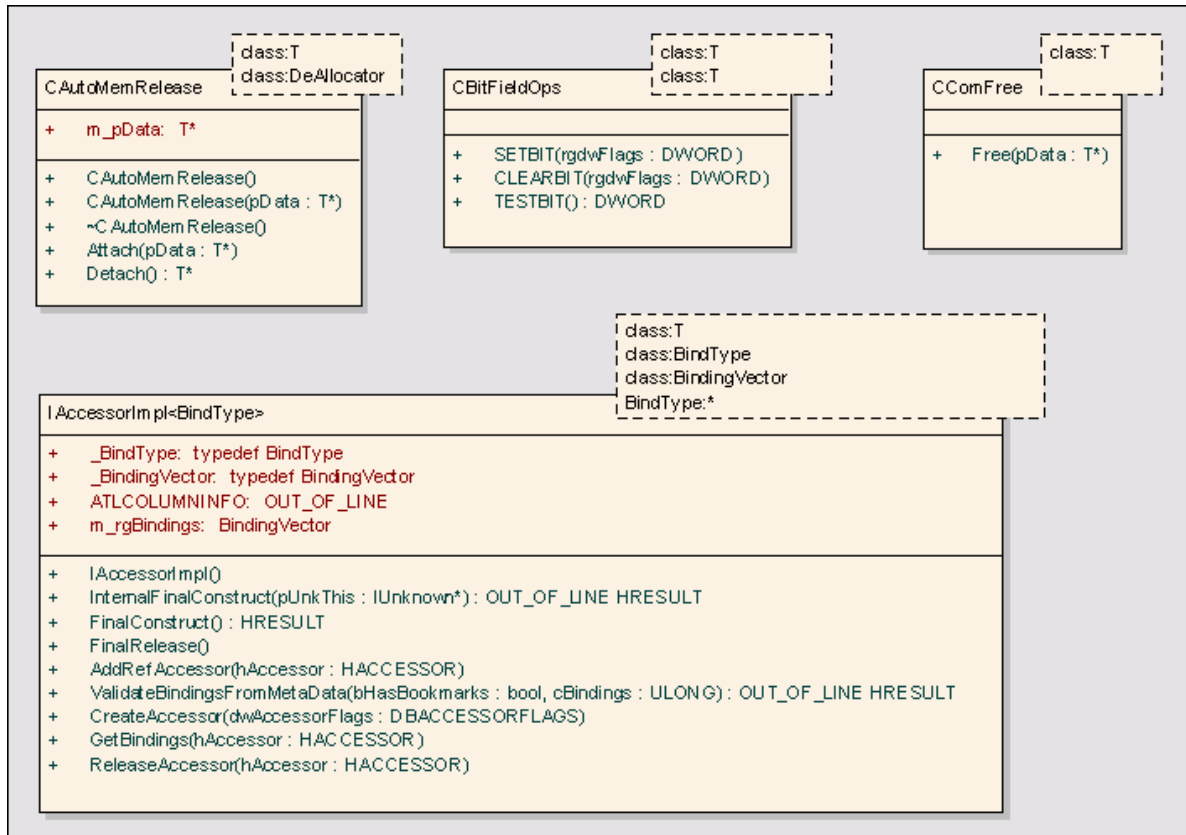 class:T
class:DeAllocator
CAutoMemRelease
+ m_pData: T*
+ CAutoMemRelease()
+ CAutoMemRelease(pData : T*)
+ ~CAutoMemRelease()
+ Attach(pData : T*)
+ Detach() : T*
class:T
class:T
CBitFieldOps
+ SETBIT(rgdwFlags : DWORD)
+ CLEARBIT(rgdwFlags : DWORD)
+ TESTBIT() : DWORD
class:T
CComFree
+ Free(pData : T*)
class:T
class:BindType
class:BindingVector
BindType:*
IAccessorImpl<BindType>
+ _BindType: typedef BindType
+ _BindingVector: typedef BindingVector
+ ATLCOLUMNINFO: OUT_OF_LINE
+ m_rgBindings: BindingVector
+ IAccessorImpl()
+ InternalFinalConstruct(pUnkThis : IUnknown*) : OUT_OF_LINE HRESULT
+ FinalConstruct() : HRESULT
+ FinalRelease()
+ AddRefAccessor(hAccessor : HACCESSOR)
+ ValidateBindingsFromMetaData(bHasBookmarks : bool, cBindings : ULONG) : OUT_OF_LINE HRESULT
+ CreateAccessor(dwAccessorFlags : DBACCESSORFLAGS)
+ GetBindings(hAccessor : HACCESSOR)
+ ReleaseAccessor(hAccessor : HACCESSOR)